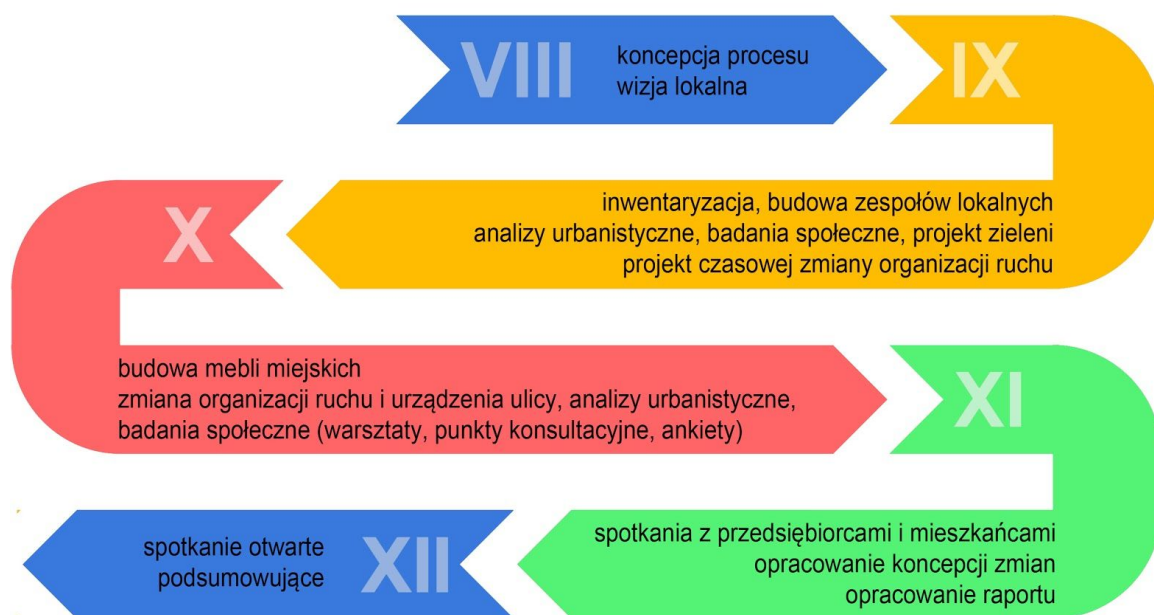 VIII
koncepcja procesu
wizja lokalna
IX
inwentaryzacja, budowa zespołów lokalnych
analizy urbanistyczne, badania społeczne, projekt zieleni
projekt czasowej zmiany organizacji ruchu
X
budowa mebli miejskich
zmiana organizacji ruchu i urządzenia ulicy, analizy urbanistyczne,
badania społeczne (warsztaty, punkty konsultacyjne, ankiety)
XI
spotkania z przedsiębiorcami i mieszkańcami
opracowanie koncepcji zmian
opracowanie raportu
XII
spotkanie otwarte
podsumowujące